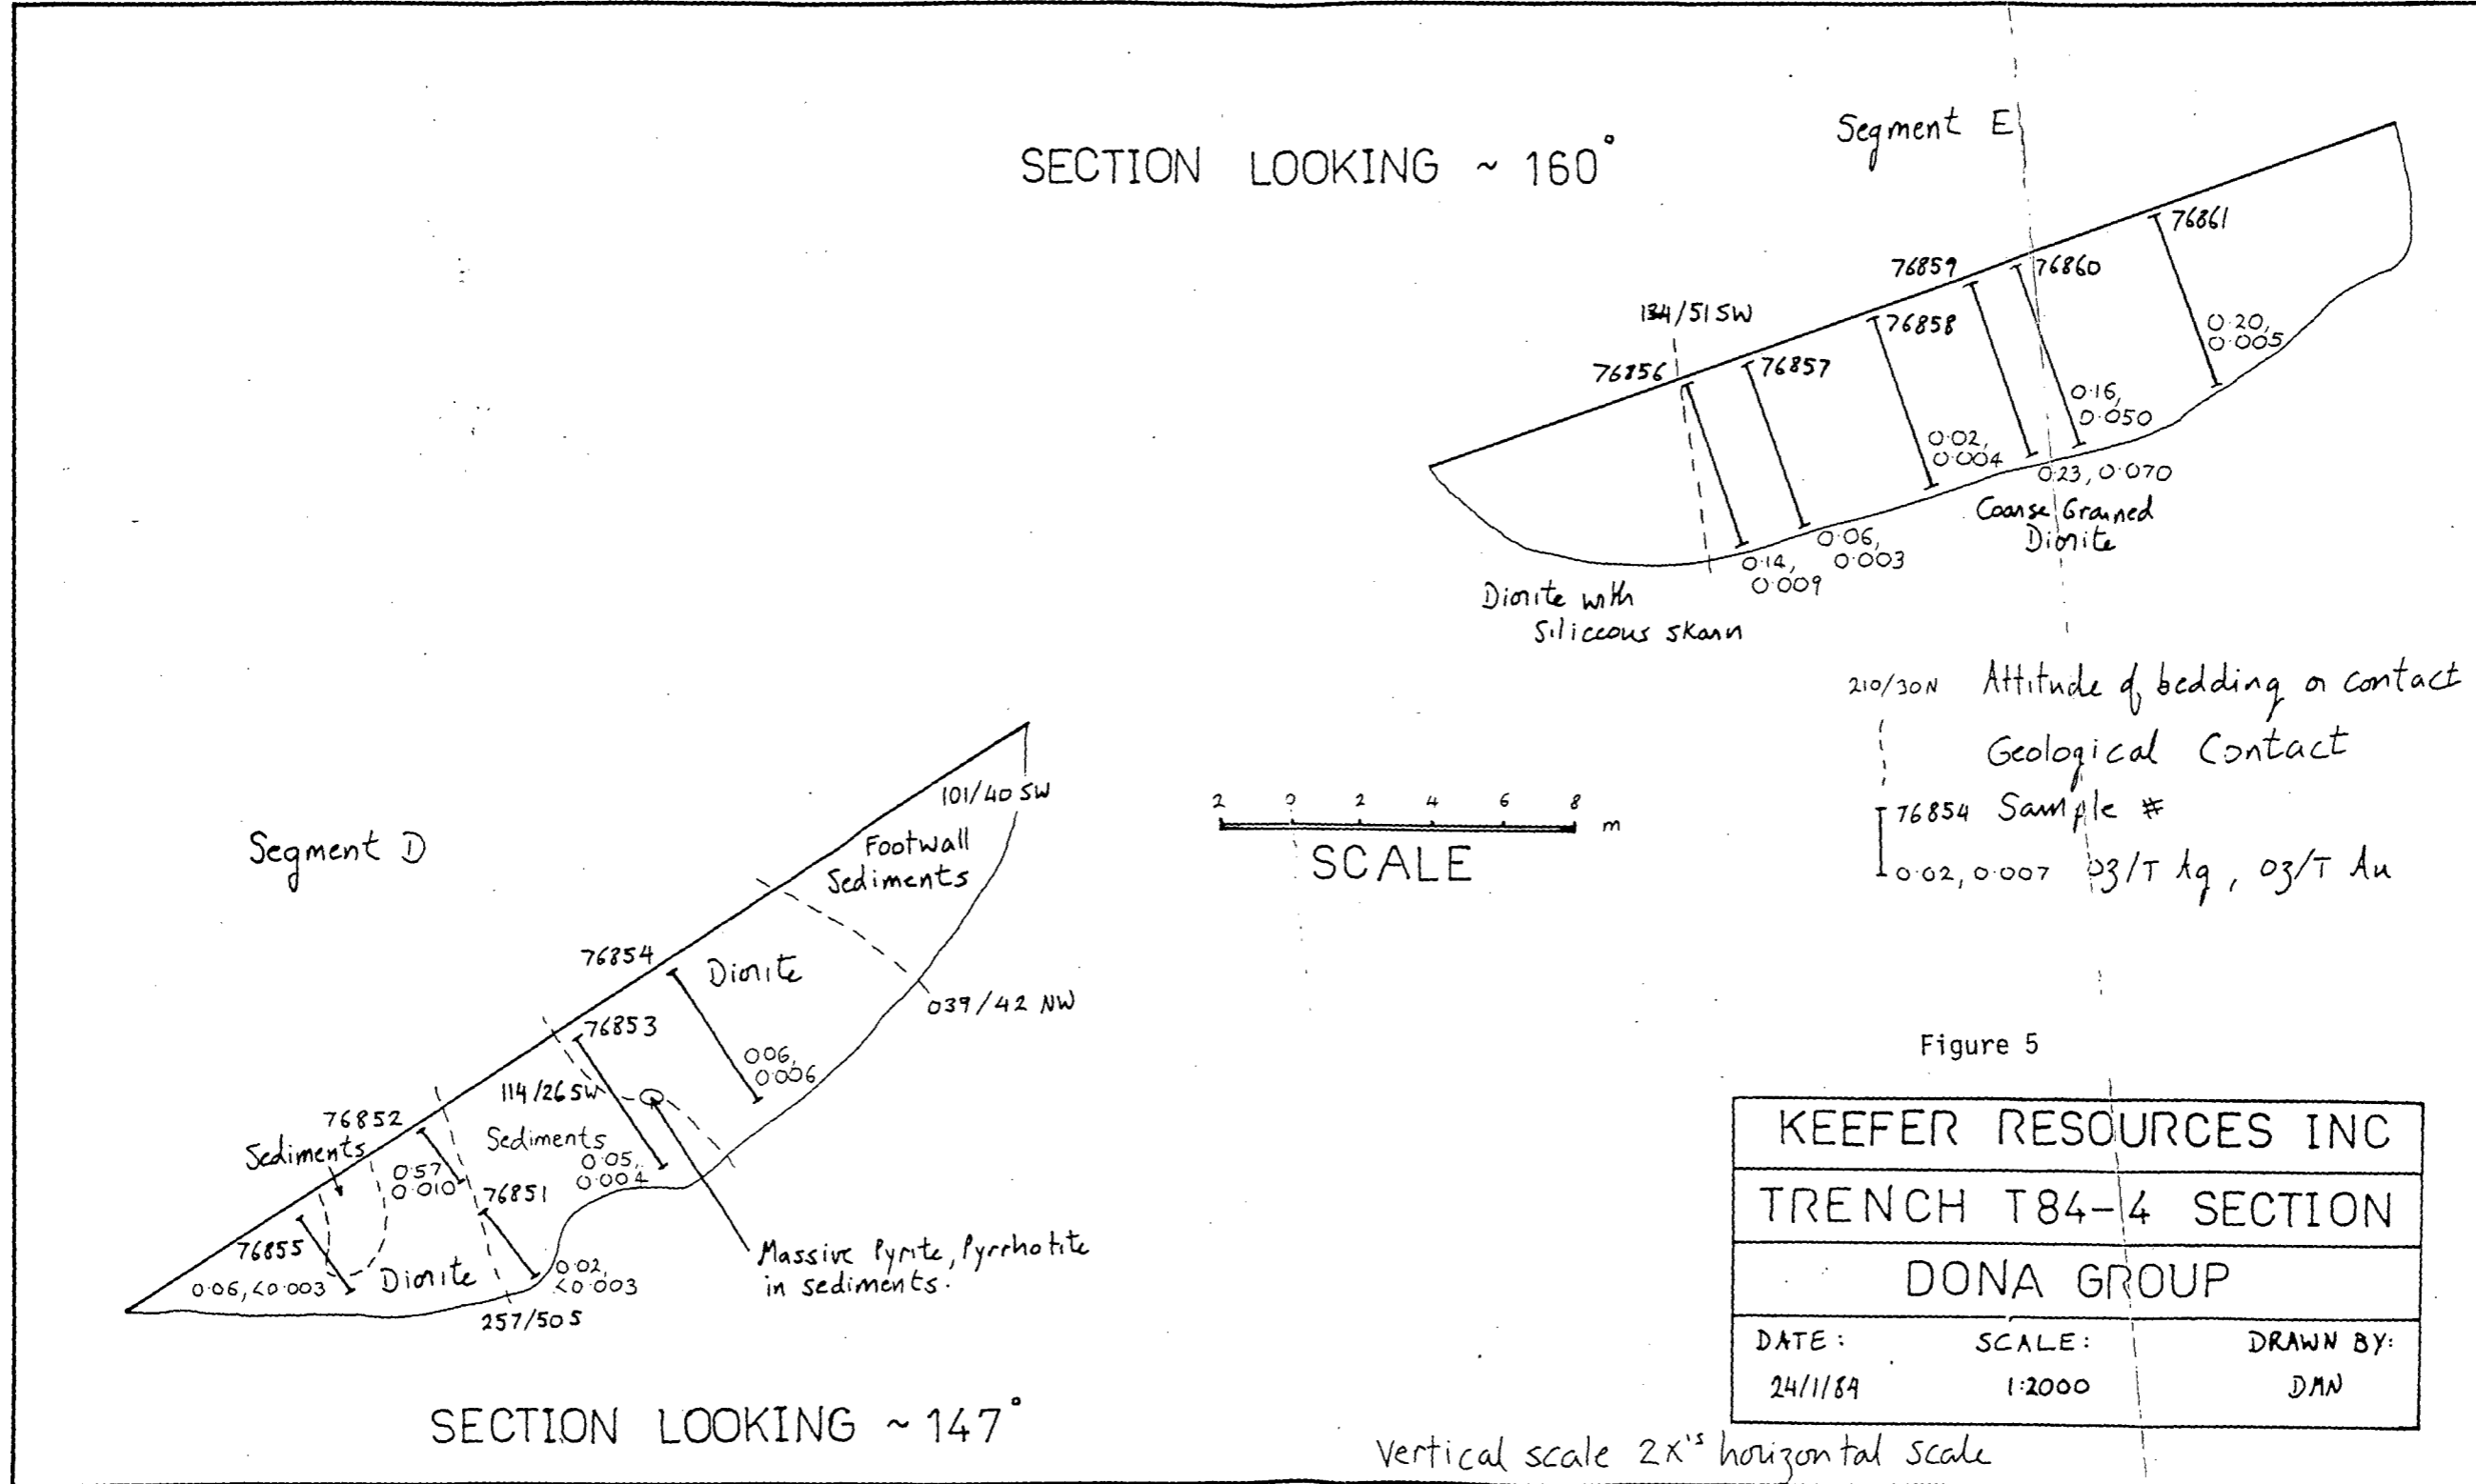 SECTION LOOKING ~ 160°
Segment E
76861
76859
76860
134/51 SW
76858
76856
76857
0.20,
0.005
0.16,
0.050
0.02,
0.004
0.23, 0.070
Coarse Grained
Diorite
0.06,
0.003
0.14,
0.009
Diorite with
Siliceous skarn
210/30N Attitude of bedding or contact
Geological Contact
76854 Sample #
0.02, 0.007 oz/T Ag, oz/T Au
2 0 2 4 6 8 m
SCALE
Segment D
101/40 SW
Footwall
Sediments
76854
Diorite
039/42 NW
76853
0.06,
0.006
114/26 SW
76852
Sediments
Sediments
0.05,
0.004
0.57
0.010
76851
76855
0.06, <0.003
Diorite
0.02,
<0.003
257/50S
Massive Pyrite, Pyrrhotite
in sediments.
SECTION LOOKING ~ 147°
Figure 5
KEEFER RESOURCES INC
TRENCH T84-4 SECTION
DONA GROUP
DATE: SCALE: DRAWN BY:
24/1/84 1:2000 DMN
Vertical scale 2X's horizontal scale